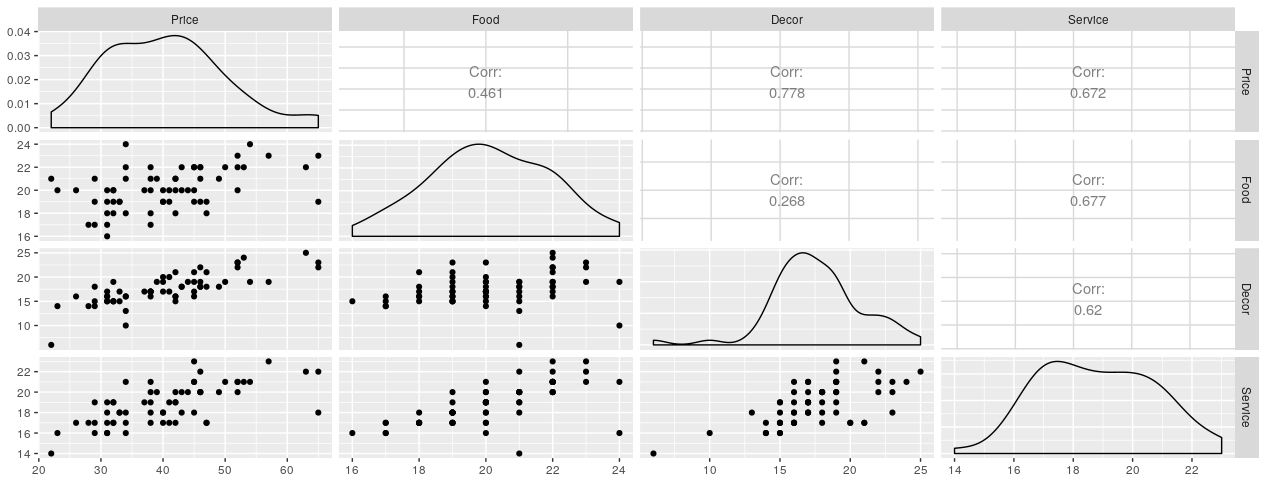 Price Food Decor Service
0.04
0.03
0.02
0.01
0.00
Corr:
0.461
Corr:
0.778
Corr:
0.672
Price
24
22
20
18
16
Corr:
0.268
Corr:
0.677
Food
25
20
15
10
Corr:
0.62
Decor
22
20
18
16
14
Service
20 30 40 50 60 16 18 20 22 24 10 15 20 25 14 16 18 20 22